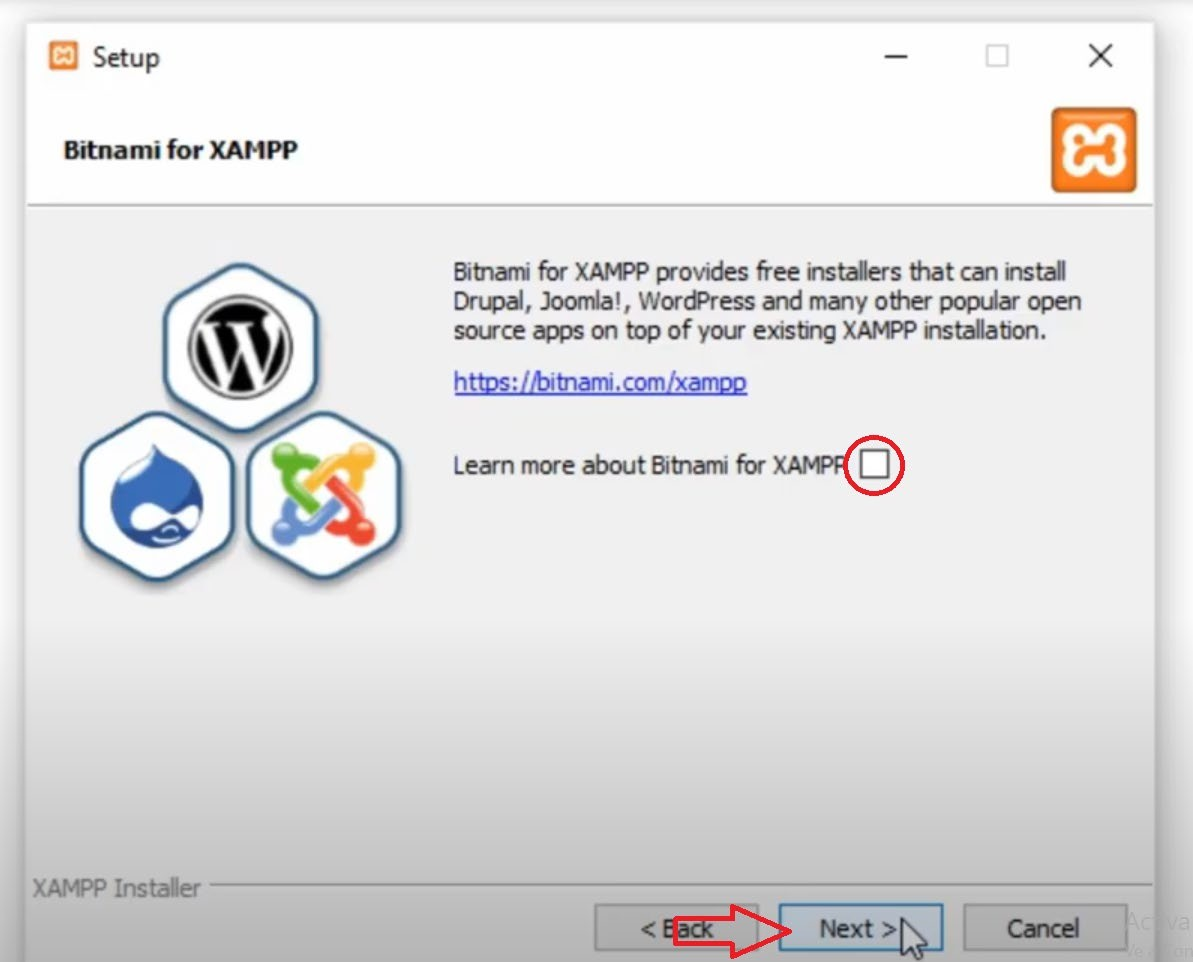 Setup
Bitnami for XAMPP
Bitnami for XAMPP provides free installers that can install
Drupal, Joomla!, WordPress and many other popular open
source apps on top of your existing XAMPP installation.
https://bitnami.com/xampp
Learn more about Bitnami for XAMPP
XAMPP Installer
< Back
Next >
Cancel